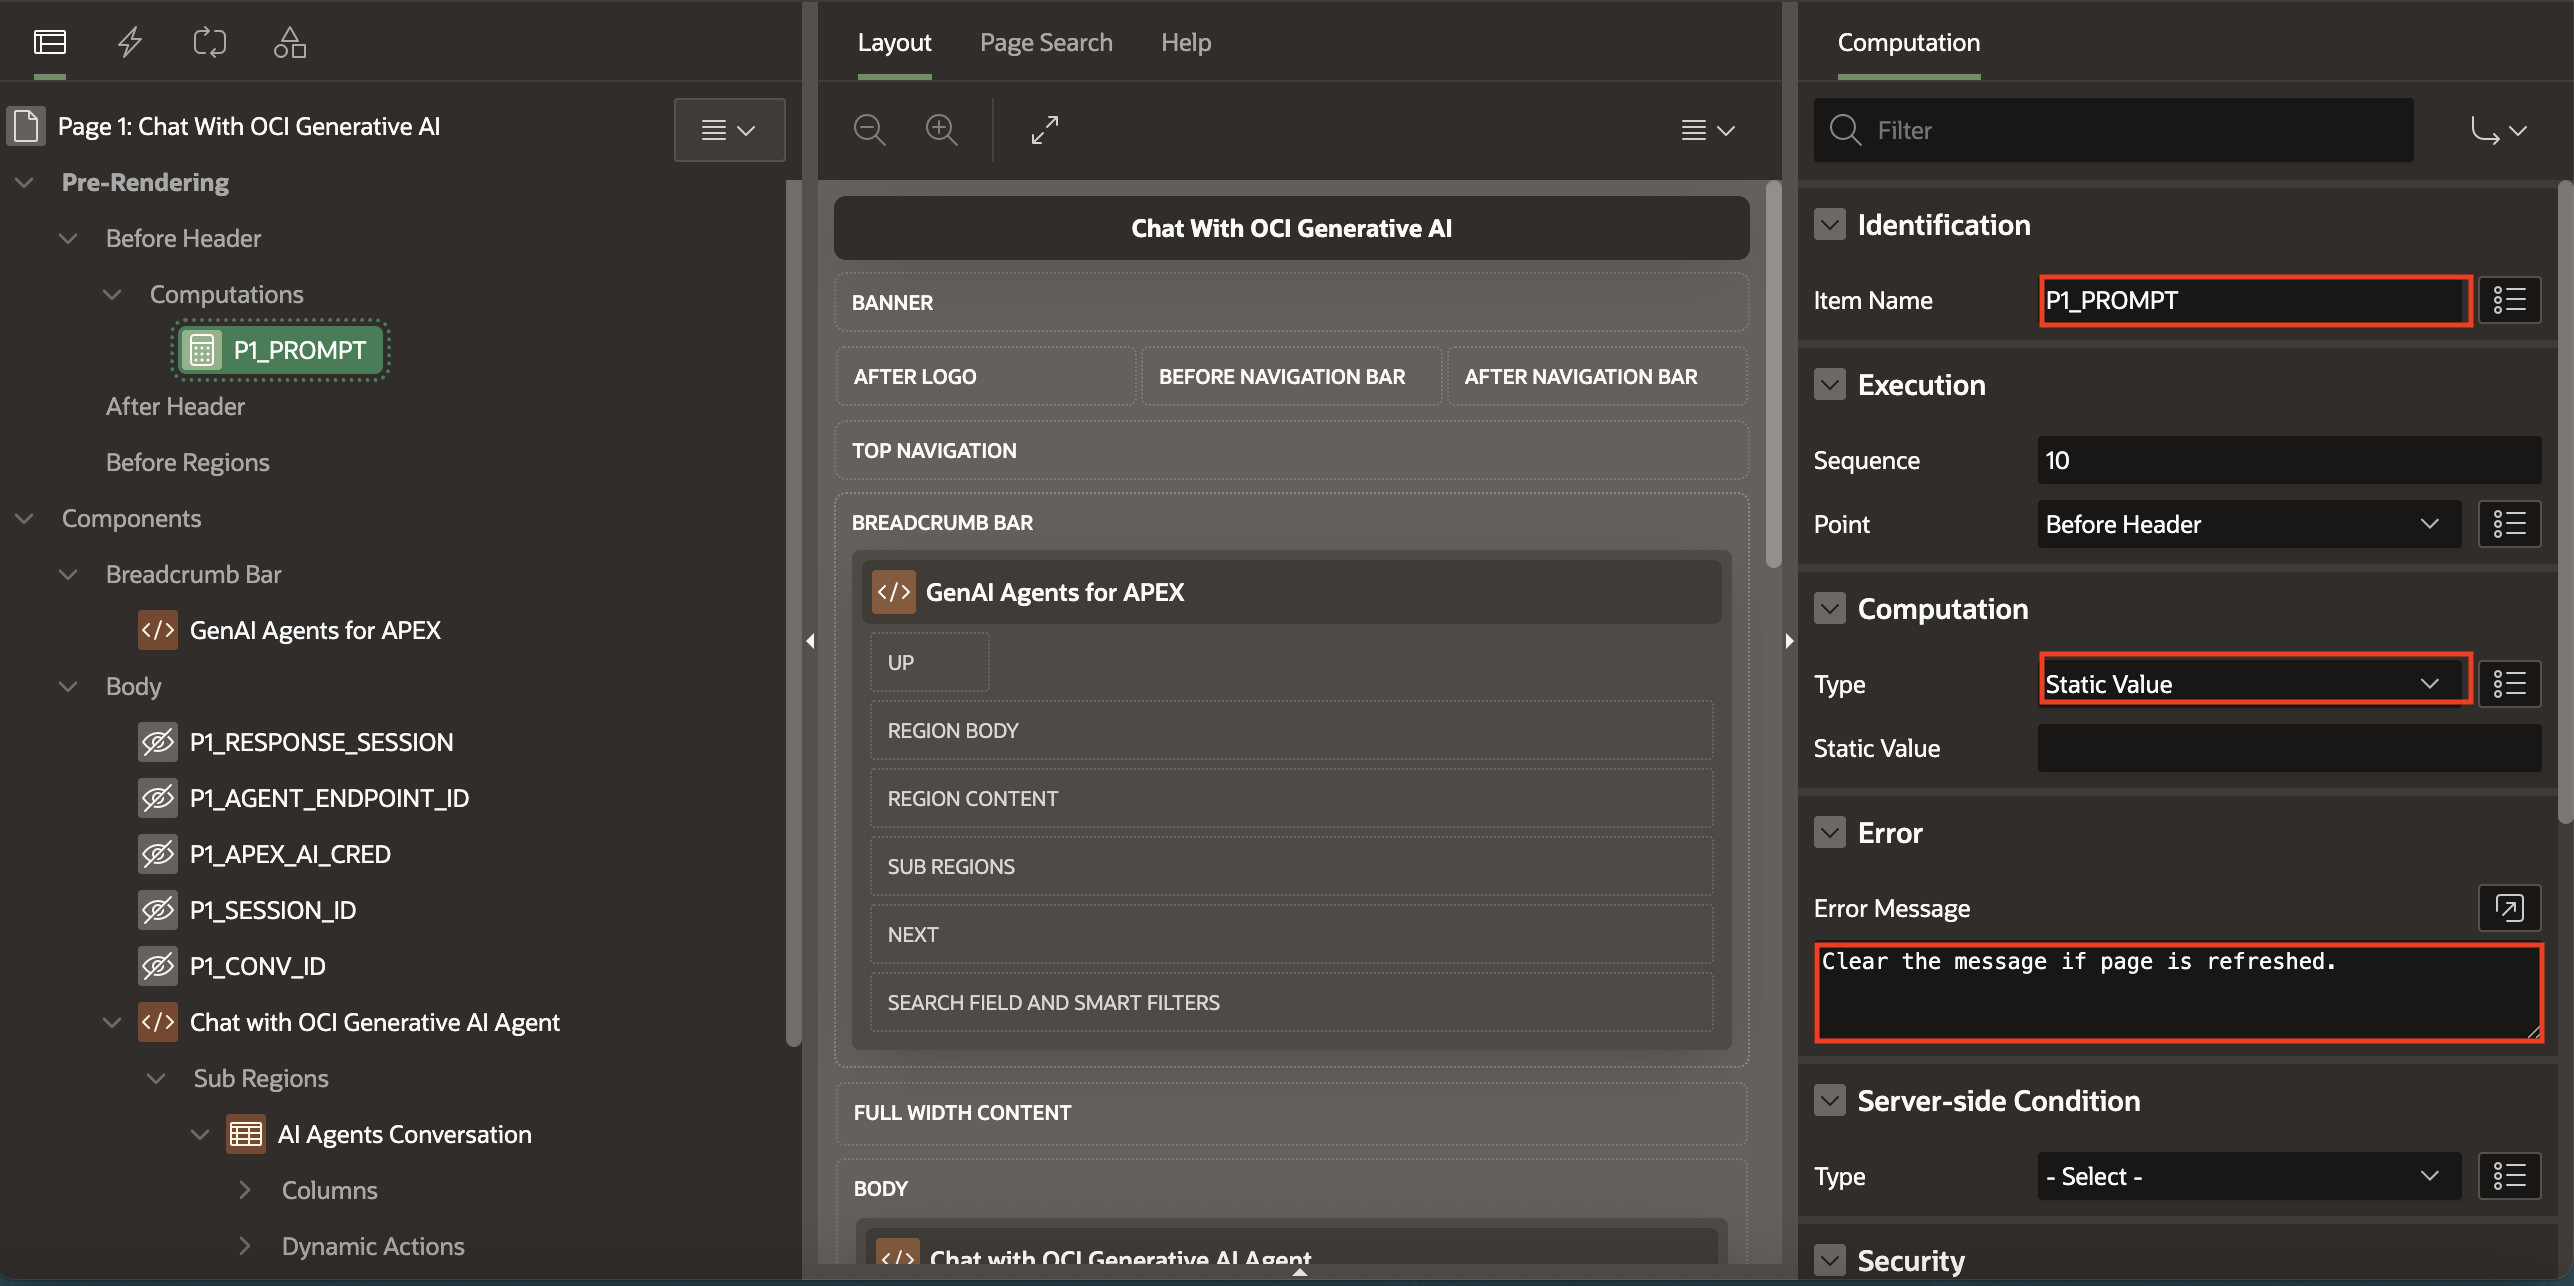 Page 1: Chat With OCI Generative AI
Pre-Rendering
Before Header
Computations
P1_PROMPT
After Header
Before Regions
Components
Breadcrumb Bar
GenAI Agents for APEX
Body
P1_RESPONSE_SESSION
P1_AGENT_ENDPOINT_ID
P1_APEX_AI_CRED
P1_SESSION_ID
P1_CONV_ID
Chat with OCI Generative AI Agent
Sub Regions
AI Agents Conversation
Columns
Dynamic Actions
Layout Page Search Help
Chat With OCI Generative AI
BANNER
AFTER LOGO BEFORE NAVIGATION BAR AFTER NAVIGATION BAR
TOP NAVIGATION
BREADCRUMB BAR
GenAI Agents for APEX
UP
REGION BODY
REGION CONTENT
SUB REGIONS
NEXT
SEARCH FIELD AND SMART FILTERS
FULL WIDTH CONTENT
BODY
Chat with OCI Generative AI Agent
Computation
Filter
Identification
Item Name P1_PROMPT
Execution
Sequence 10
Point Before Header
Computation
Type Static Value
Static Value
Error
Error Message
Clear the message if page is refreshed.
Server-side Condition
Type - Select -
Security